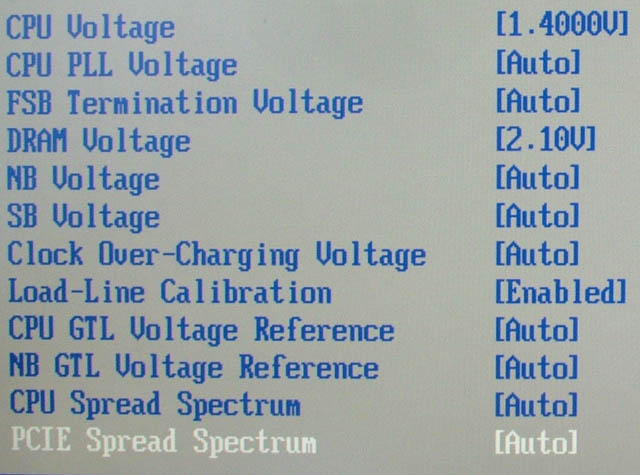 CPU Voltage [1.4000V]
CPU PLL Voltage [Auto]
FSB Termination Voltage [Auto]
DRAM Voltage [2.10V]
NB Voltage [Auto]
SB Voltage [Auto]
Clock Over-Charging Voltage [Auto]
Load-Line Calibration [Enabled]
CPU GTL Voltage Reference [Auto]
NB GTL Voltage Reference [Auto]
CPU Spread Spectrum [Auto]
PCIE Spread Spectrum [Auto]